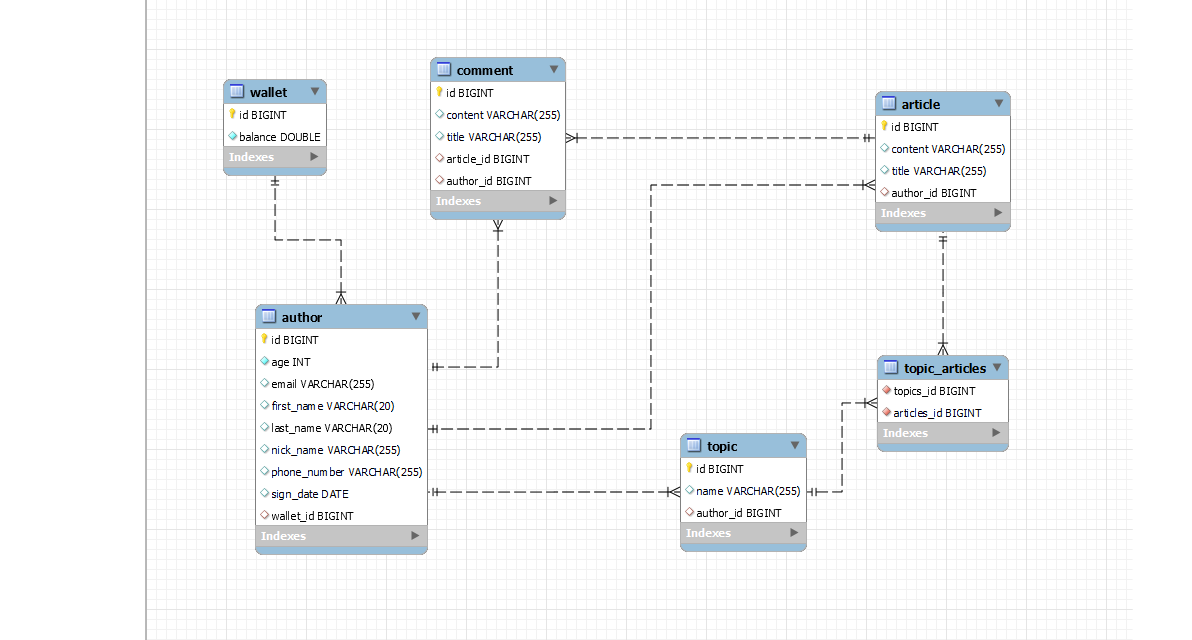 wallet
id BIGINT
balance DOUBLE
Indexes
comment
id BIGINT
content VARCHAR(255)
title VARCHAR(255)
article_id BIGINT
author_id BIGINT
Indexes
article
id BIGINT
content VARCHAR(255)
title VARCHAR(255)
author_id BIGINT
Indexes
author
id BIGINT
age INT
email VARCHAR(255)
first_name VARCHAR(20)
last_name VARCHAR(20)
nick_name VARCHAR(255)
phone_number VARCHAR(255)
sign_date DATE
wallet_id BIGINT
Indexes
topic
id BIGINT
name VARCHAR(255)
author_id BIGINT
Indexes
topic_articles
topics_id BIGINT
articles_id BIGINT
Indexes